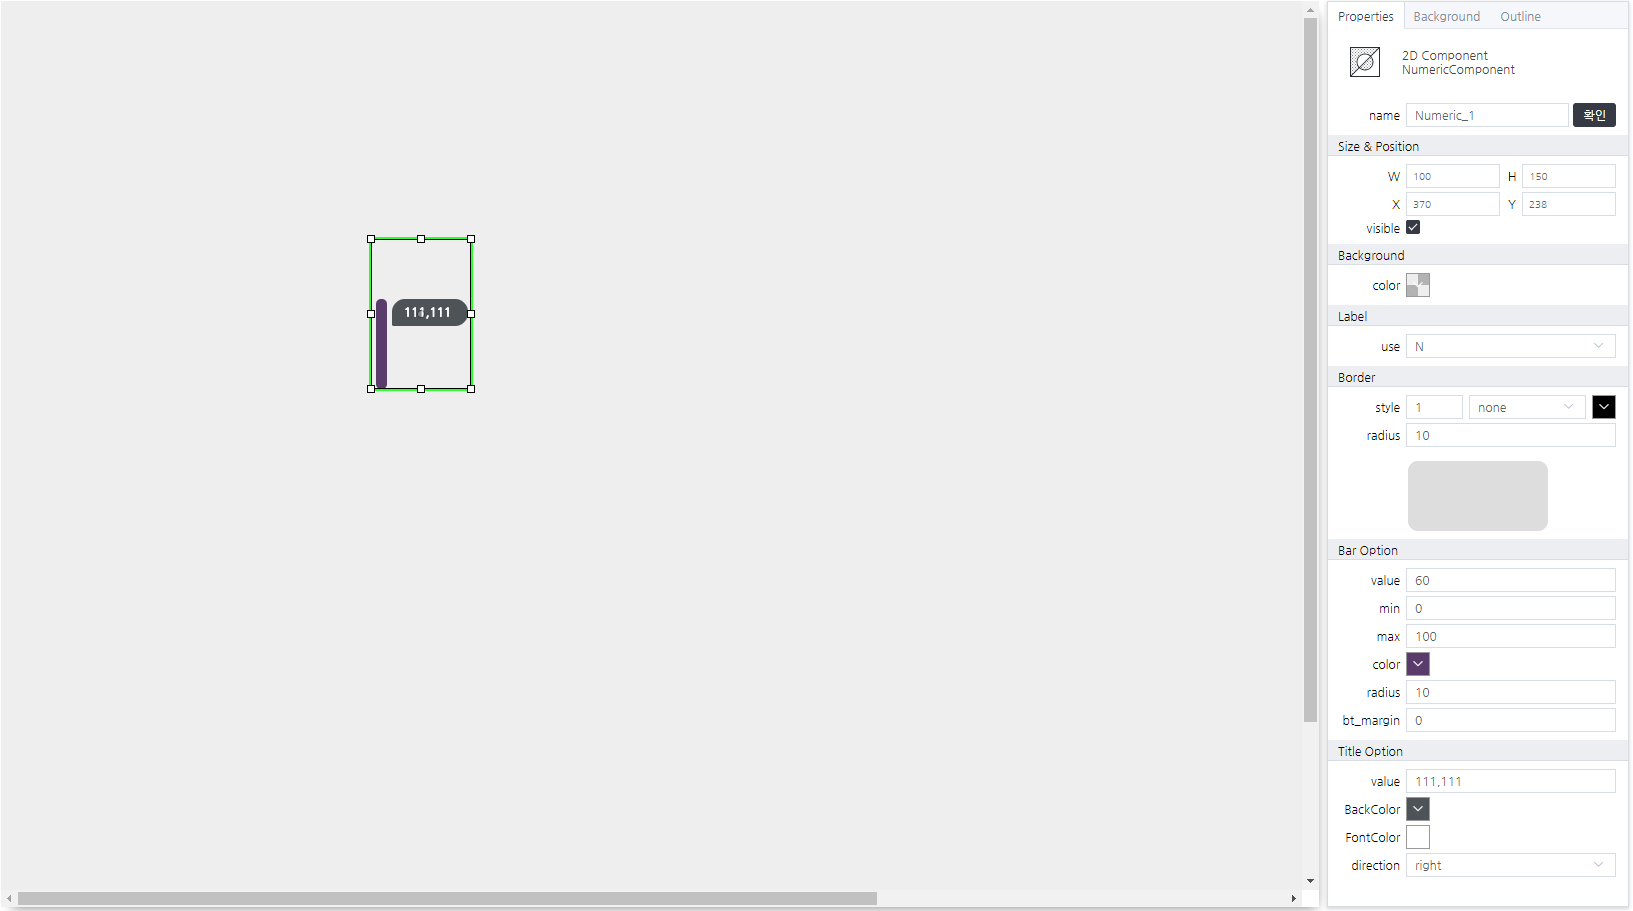 Properties Background Outline
2D Component
NumericComponent
name Numeric_1 확인
Size & Position
W 100 H 150
X 370 Y 238
visible
Background
color
111,111
Label
use N
Border
style 1 none
radius 10
Bar Option
value 60
min 0
max 100
color
radius 10
bt_margin 0
Title Option
value 111,111
BackColor
FontColor
direction right